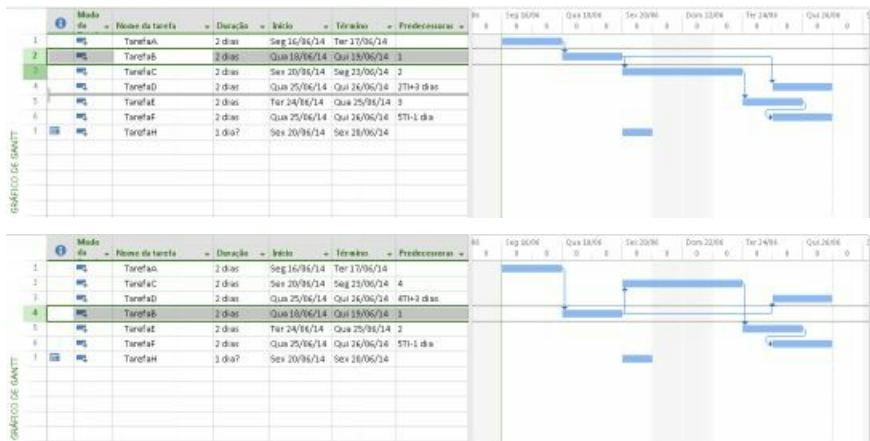 Modo da Nome da tarefa Duração Início Término Predecessoras Seg 16/06 Qua 18/06 Sex 20/06 Dom 22/06 Ter 24/06 Qui 26/06
1 TarefaA 2 dias Seg 16/06/14 Ter 17/06/14
2 TarefaB 2 dias Qua 18/06/14 Qui 19/06/14 1
3 TarefaC 2 dias Sex 20/06/14 Seg 23/06/14 2
4 TarefaD 2 dias Qua 25/06/14 Qui 26/06/14 2TI+3 dias
5 TarefaE 2 dias Ter 24/06/14 Qua 25/06/14 3
6 TarefaF 2 dias Qua 25/06/14 Qui 26/06/14 5TI-1 dia
7 TarefaH 1 dia? Sex 20/06/14 Sex 20/06/14
GRÁFICO DE GANTT
Modo da Nome da tarefa Duração Início Término Predecessoras Seg 16/06 Qua 18/06 Sex 20/06 Dom 22/06 Ter 24/06 Qui 26/06
1 TarefaA 2 dias Seg 16/06/14 Ter 17/06/14
2 TarefaC 2 dias Sex 20/06/14 Seg 23/06/14 4
3 TarefaD 2 dias Qua 25/06/14 Qui 26/06/14 4TI+3 dias
4 TarefaB 2 dias Qua 18/06/14 Qui 19/06/14 1
5 TarefaE 2 dias Ter 24/06/14 Qua 25/06/14 2
6 TarefaF 2 dias Qua 25/06/14 Qui 26/06/14 5TI-1 dia
7 TarefaH 1 dia? Sex 20/06/14 Sex 20/06/14
GRÁFICO DE GANTT